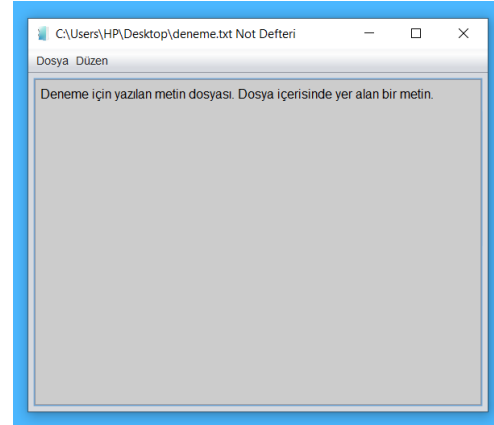 C:\Users\HP\Desktop\deneme.txt Not Defteri
Dosya Düzen
Deneme için yazılan metin dosyası. Dosya içerisinde yer alan bir metin.